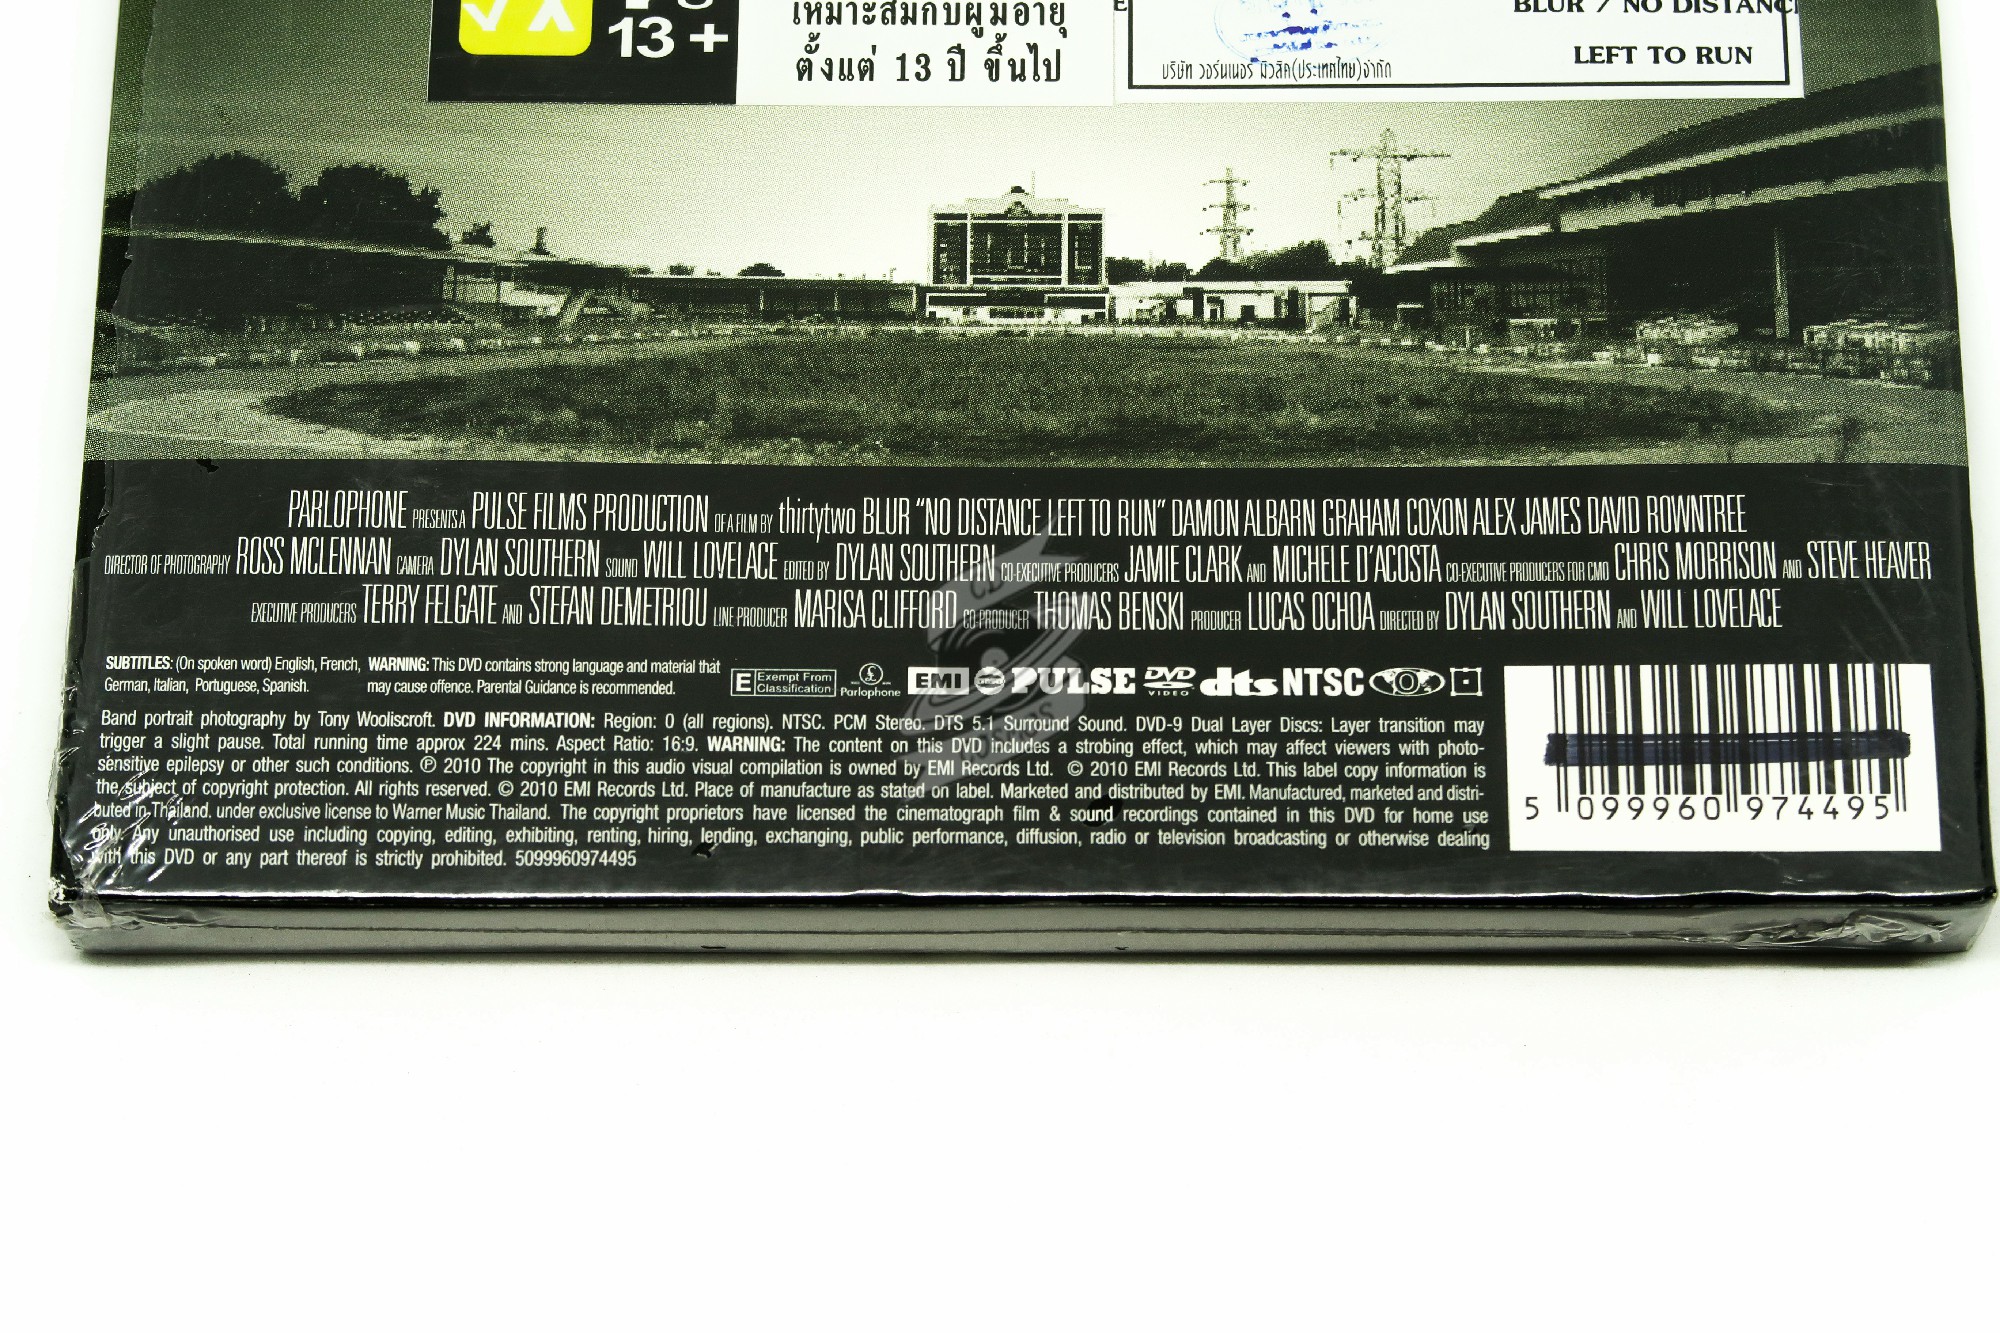 13 +
เหมาะสมกับผู้มีอายุ
ตั้งแต่ 13 ปี ขึ้นไป
E
BLUR / NO DISTANC
LEFT TO RUN
บริษัท วอร์นเนอร์ มิวสิค(ประเทศไทย)จำกัด
PARLOPHONE PRESENTS A PULSE FILMS PRODUCTION OF A FILM BY thirtytwo BLUR “NO DISTANCE LEFT TO RUN” DAMON ALBARN GRAHAM COXON ALEX JAMES DAVID ROWNTREE
DIRECTOR OF PHOTOGRAPHY ROSS MCLENNAN CAMERA DYLAN SOUTHERN SOUND WILL LOVELACE EDITED BY DYLAN SOUTHERN CO-EXECUTIVE PRODUCERS JAMIE CLARK AND MICHELE D'ACOSTA CO-EXECUTIVE PRODUCERS FOR CMO CHRIS MORRISON AND STEVE HEAVER
EXECUTIVE PRODUCERS TERRY FELGATE AND STEFAN DEMETRIOU LINE PRODUCER MARISA CLIFFORD CO-PRODUCER THOMAS BENSKI PRODUCER LUCAS OCHOA DIRECTED BY DYLAN SOUTHERN AND WILL LOVELACE
SUBTITLES: (On spoken word) English, French,
German, Italian, Portuguese, Spanish.
WARNING: This DVD contains strong language and material that
may cause offence. Parental Guidance is recommended.
E Exempt From
Classification
Parlophone
EMI PULSE DVD VIDEO dts NTSC
Band portrait photography by Tony Wooliscroft. DVD INFORMATION: Region: 0 (all regions). NTSC. PCM Stereo. DTS 5.1 Surround Sound. DVD-9 Dual Layer Discs: Layer transition may
trigger a slight pause. Total running time approx 224 mins. Aspect Ratio: 16:9. WARNING: The content on this DVD includes a strobing effect, which may affect viewers with photo-
sensitive epilepsy or other such conditions. ℗ 2010 The copyright in this audio visual compilation is owned by EMI Records Ltd. © 2010 EMI Records Ltd. This label copy information is
the subject of copyright protection. All rights reserved. © 2010 EMI Records Ltd. Place of manufacture as stated on label. Marketed and distributed by EMI. Manufactured, marketed and distri-
buted in Thailand. under exclusive license to Warner Music Thailand. The copyright proprietors have licensed the cinematograph film & sound recordings contained in this DVD for home use
only. Any unauthorised use including copying, editing, exhibiting, renting, hiring, lending, exchanging, public performance, diffusion, radio or television broadcasting or otherwise dealing
with this DVD or any part thereof is strictly prohibited. 5099960974495
5 099960 974495